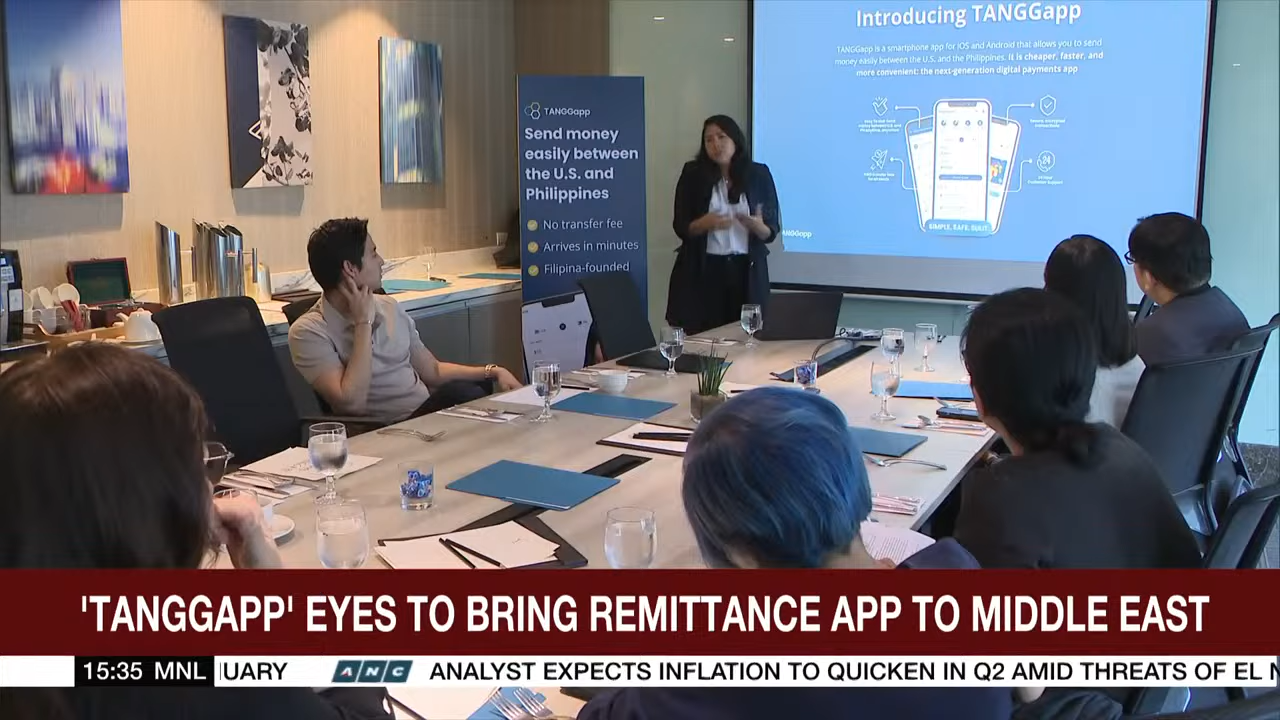 Introducing TANGGapp
TANGGapp is a smartphone app for iOS and Android that allows you to send
money easily between the U.S. and the Philippines. It is cheaper, faster, and
more convenient: the next-generation digital payments app
24
SIMPLE. SAFE. SULIT.
TANGGapp
Send money
easily between
the U.S. and
Philippines
No transfer fee
Arrives in minutes
Filipina-founded
'TANGGAPP' EYES TO BRING REMITTANCE APP TO MIDDLE EAST
15:35 MNL UARY ANC ANALYST EXPECTS INFLATION TO QUICKEN IN Q2 AMID THREATS OF EL N